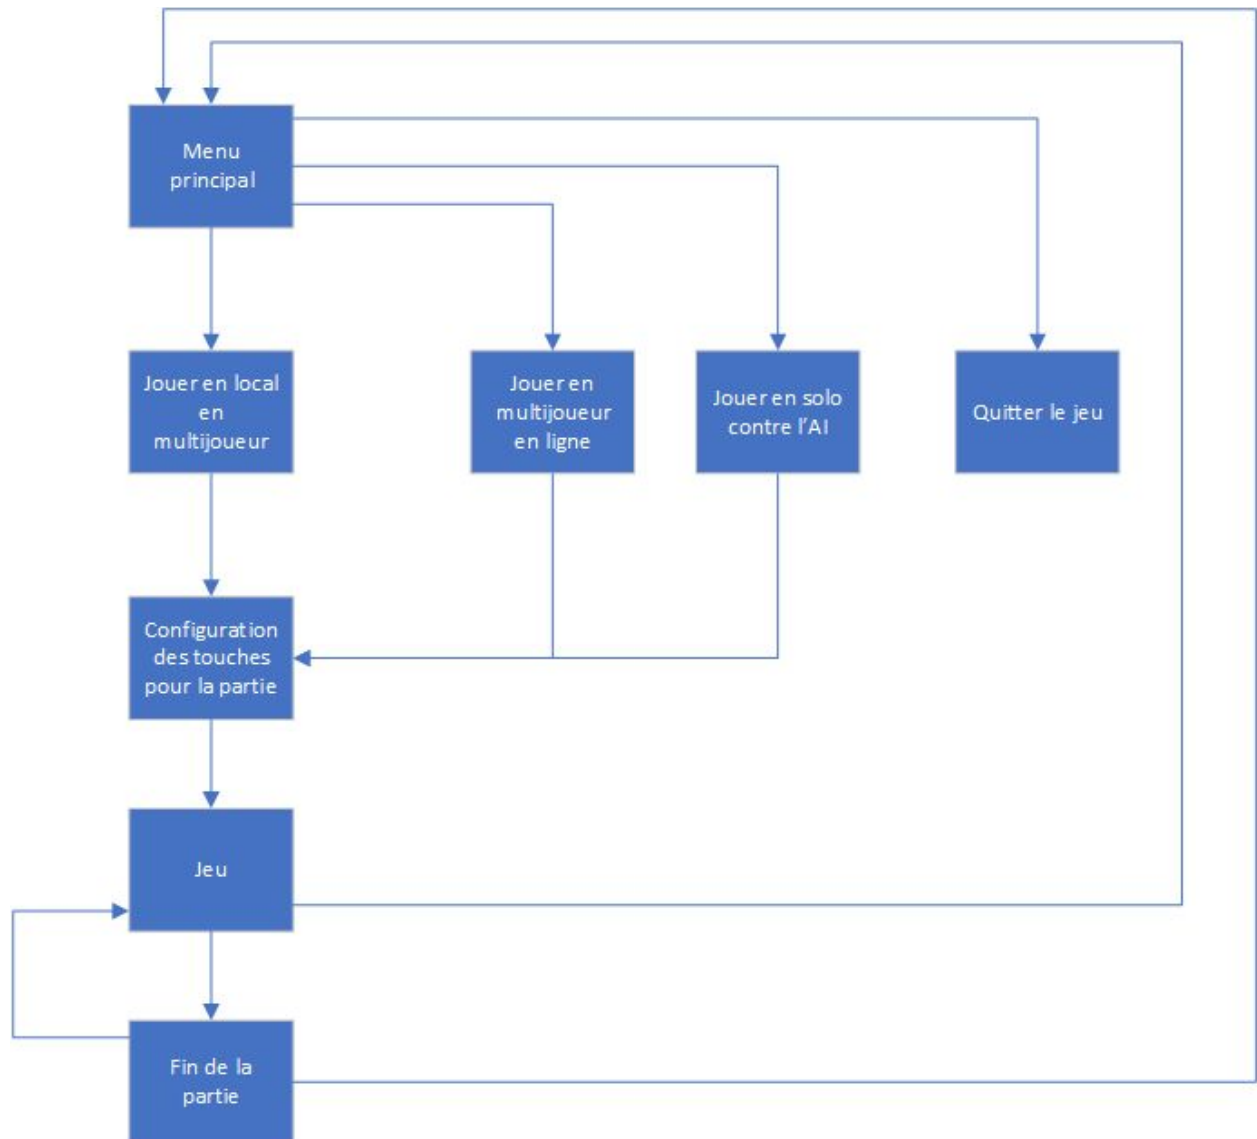 Menu
principal
Jouer en local
en
multijoueur
Jouer en
multijoueur
en ligne
Jouer en solo
contre l'AI
Quitter le jeu
Configuration
des touches
pour la partie
Jeu
Fin de la
partie